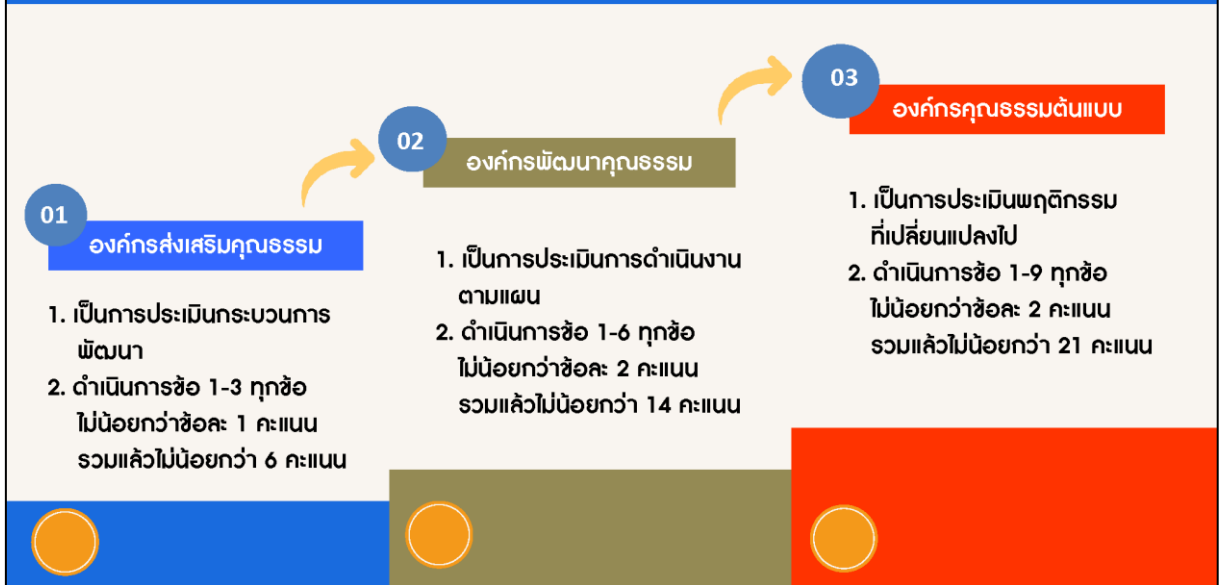 01
องค์กรส่งเสริมคุณธรรม
1. เป็นการประเมินกระบวนการ
พัฒนา
2. ดำเนินการข้อ 1-3 ทุกข้อ
ไม่น้อยกว่าข้อละ 1 คะแนน
รวมแล้วไม่น้อยกว่า 6 คะแนน
02
องค์กรพัฒนาคุณธรรม
1. เป็นการประเมินการดำเนินงาน
ตามแผน
2. ดำเนินการข้อ 1-6 ทุกข้อ
ไม่น้อยกว่าข้อละ 2 คะแนน
รวมแล้วไม่น้อยกว่า 14 คะแนน
03
องค์กรคุณธรรมต้นแบบ
1. เป็นการประเมินพฤติกรรม
ที่เปลี่ยนแปลงไป
2. ดำเนินการข้อ 1-9 ทุกข้อ
ไม่น้อยกว่าข้อละ 2 คะแนน
รวมแล้วไม่น้อยกว่า 21 คะแนน